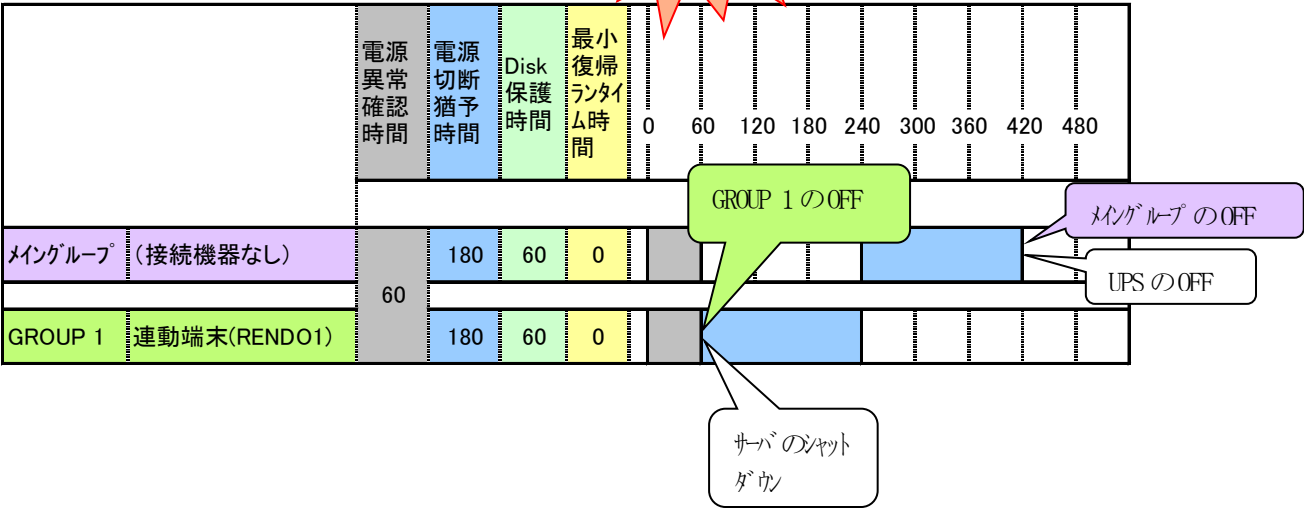 電源
異常
確認
時間
電源
切断
猶予
時間
Disk
保護
時間
最小
復帰
ﾗﾝﾀｲ
ﾑ時
間
0 60 120 180 240 300 360 420 480
GROUP 1 のOFF
ﾒｲﾝｸﾞﾙｰﾌﾟ のOFF
ﾒｲﾝｸﾞﾙｰﾌﾟ (接続機器なし) 180 60 0
UPS のOFF
60
GROUP 1 連動端末(RENDO1) 180 60 0
ｻｰﾊﾞのｼｬｯﾄ
ﾀﾞｳﾝ